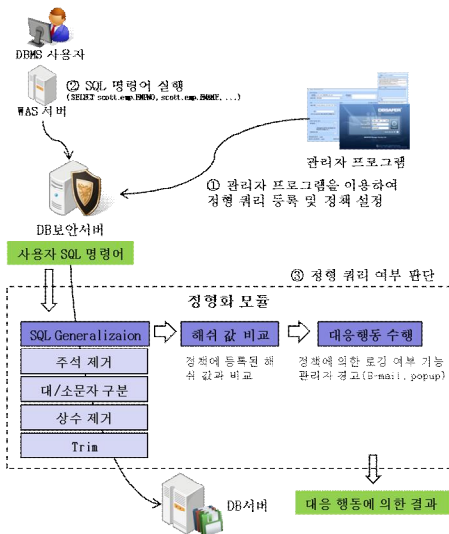 DBMS 사용자
② SQL 명령어 실행
(SELECT scott.emp.EMPNO, scott.emp.ENAME, ...)
WAS 서버
관리자 프로그램
① 관리자 프로그램을 이용하여
정형 쿼리 등록 및 정책 설정
DB보안서버
사용자 SQL 명령어
③ 정형 쿼리 여부 판단
정형화 모듈
SQL Generalizaion
해쉬 값 비교
대응행동 수행
주석 제거
대/소문자 구분
상수 제거
Trim
정책에 등록된 해
쉬 값과 비교
정책에 의한 로깅 여부 기능
관리자 경고(E-mail, popup)
DB서버
대응 행동에 의한 결과